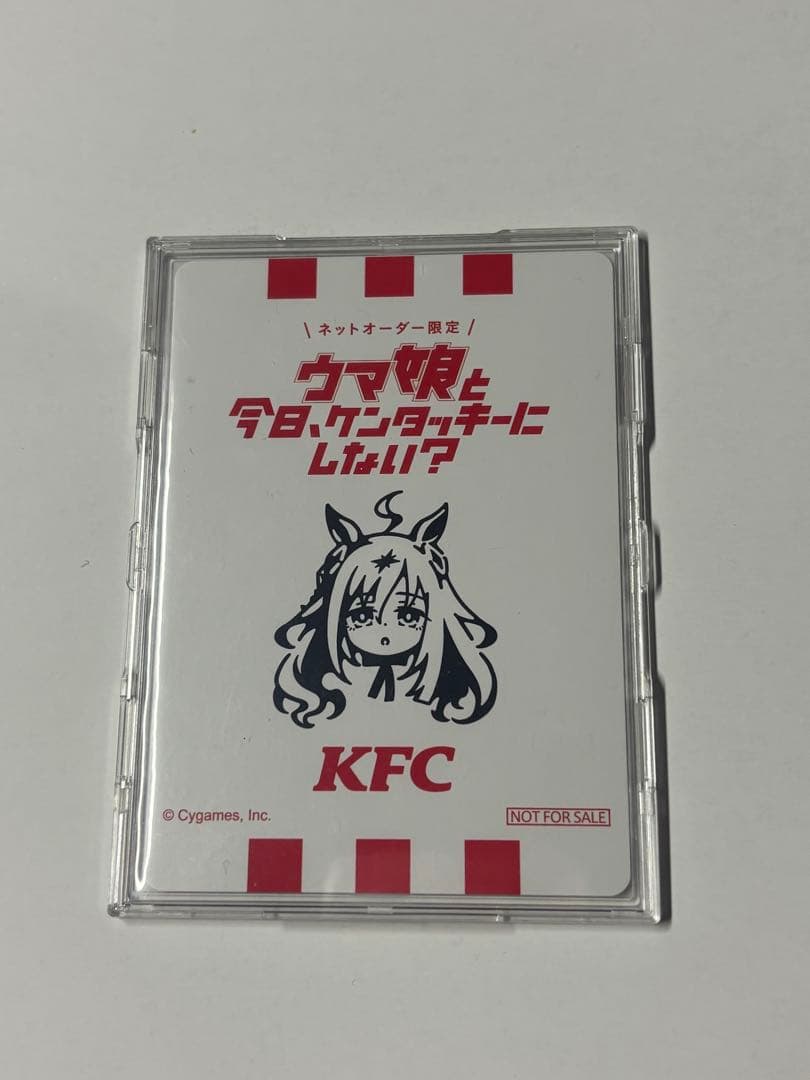 \ ネットオーダー限定 /
ウマ娘と
今日、ケンタッキーに
しない?
KFC
© Cygames, Inc.
NOT FOR SALE